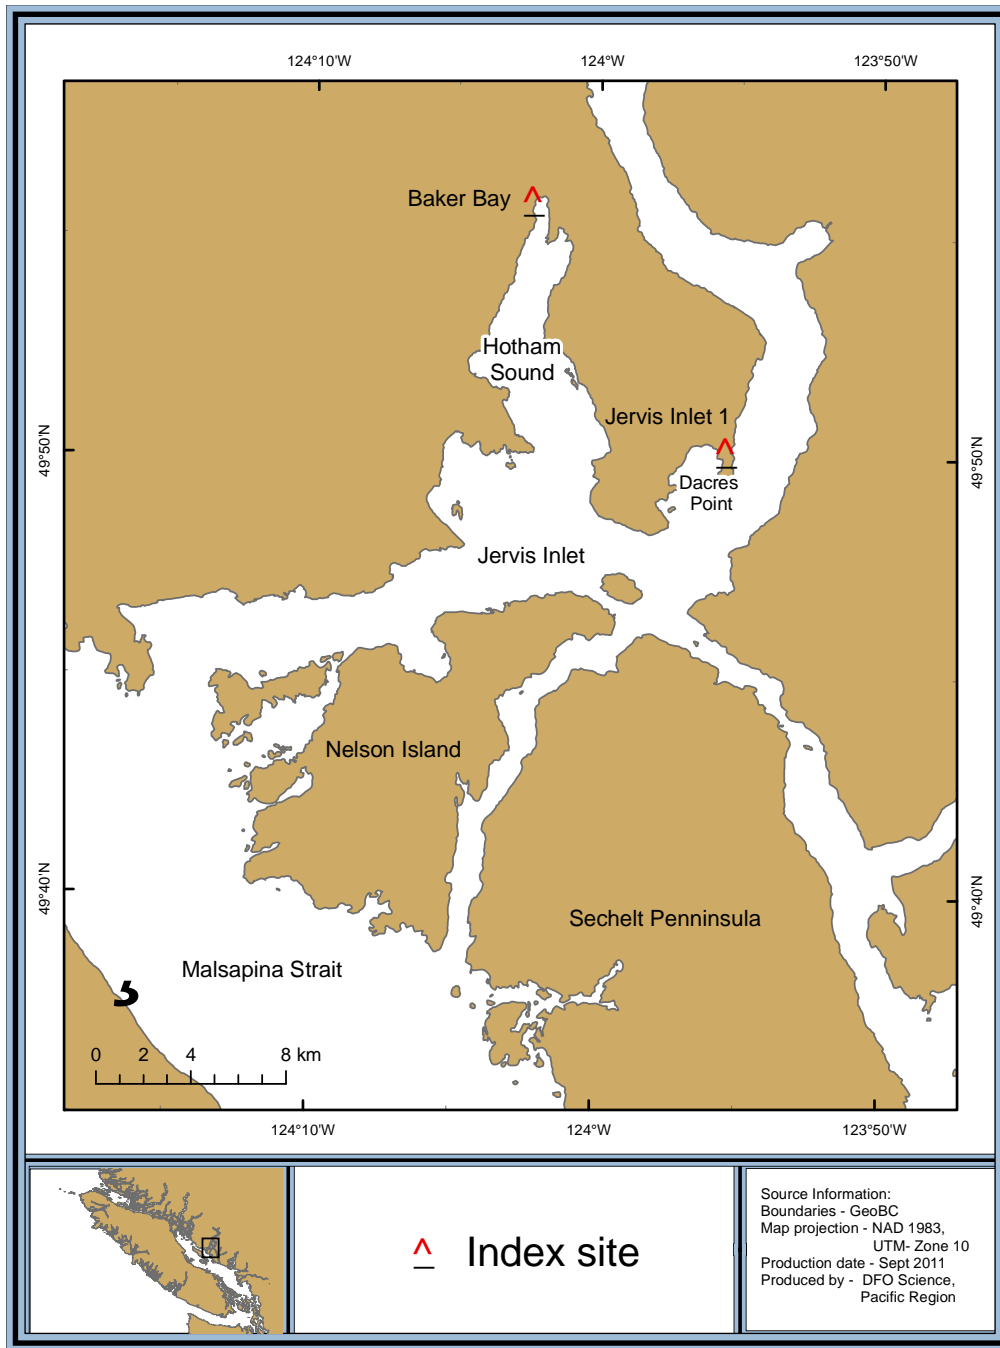 124°10'W
124°0'W
123°50'W
Baker Bay
^
Hotham
Sound
Jervis Inlet 1
^
49°50'N
49°50'N
Dacres
Point
Jervis Inlet
Nelson Island
49°40'N
49°40'N
Sechelt Penninsula
Malsapina Strait
0 2 4 8 km
124°10'W
124°0'W
123°50'W
^ Index site
Source Information:
Boundaries - GeoBC
Map projection - NAD 1983,
UTM- Zone 10
Production date - Sept 2011
Produced by - DFO Science,
Pacific Region